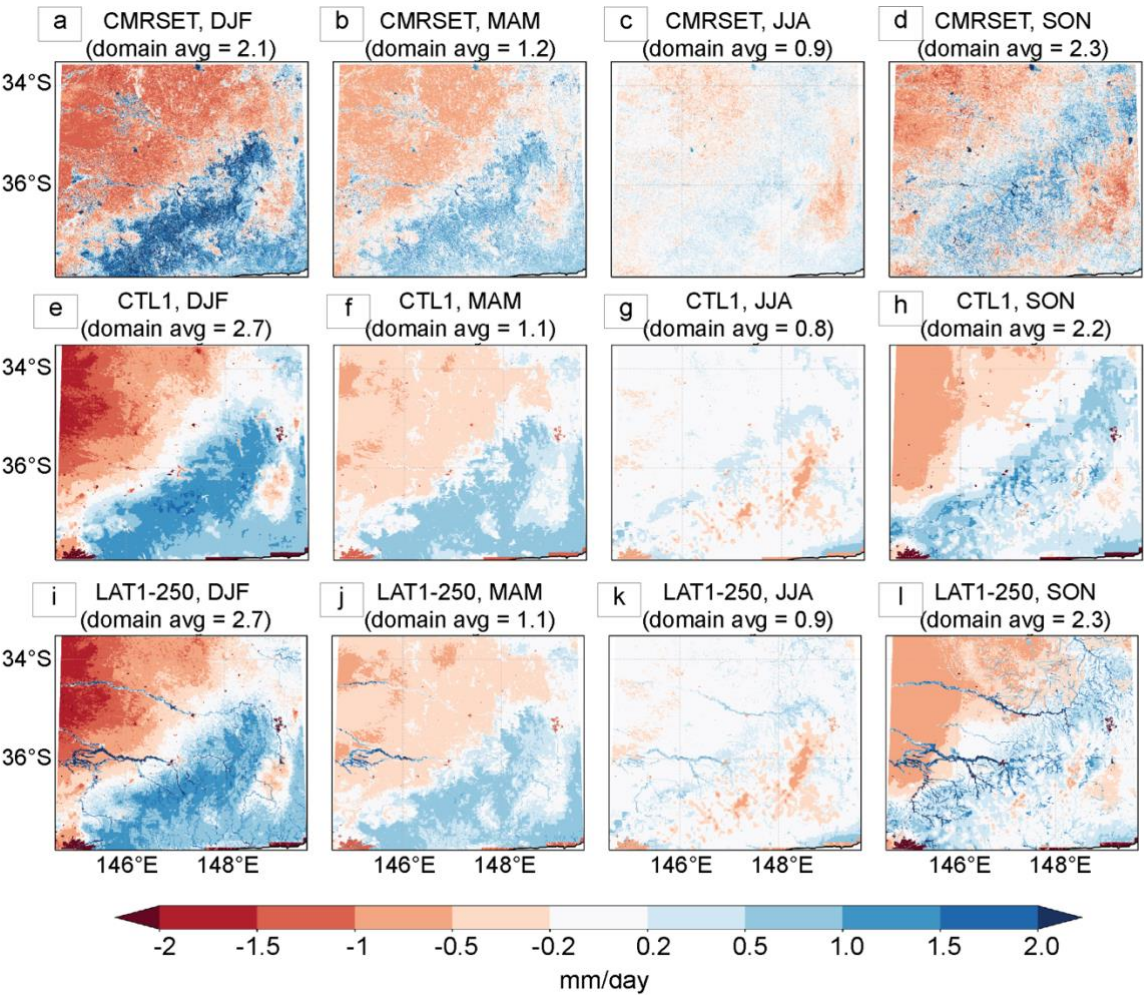 a CMRSET, DJF
(domain avg = 2.1)
b CMRSET, MAM
(domain avg = 1.2)
c CMRSET, JJA
(domain avg = 0.9)
d CMRSET, SON
(domain avg = 2.3)
34°S
36°S
e CTL1, DJF
(domain avg = 2.7)
f CTL1, MAM
(domain avg = 1.1)
g CTL1, JJA
(domain avg = 0.8)
h CTL1, SON
(domain avg = 2.2)
34°S
36°S
i LAT1-250, DJF
(domain avg = 2.7)
j LAT1-250, MAM
(domain avg = 1.1)
k LAT1-250, JJA
(domain avg = 0.9)
l LAT1-250, SON
(domain avg = 2.3)
34°S
36°S
146°E 148°E 146°E 148°E 146°E 148°E 146°E 148°E
-2 -1.5 -1 -0.5 -0.2 0.2 0.5 1.0 1.5 2.0
mm/day